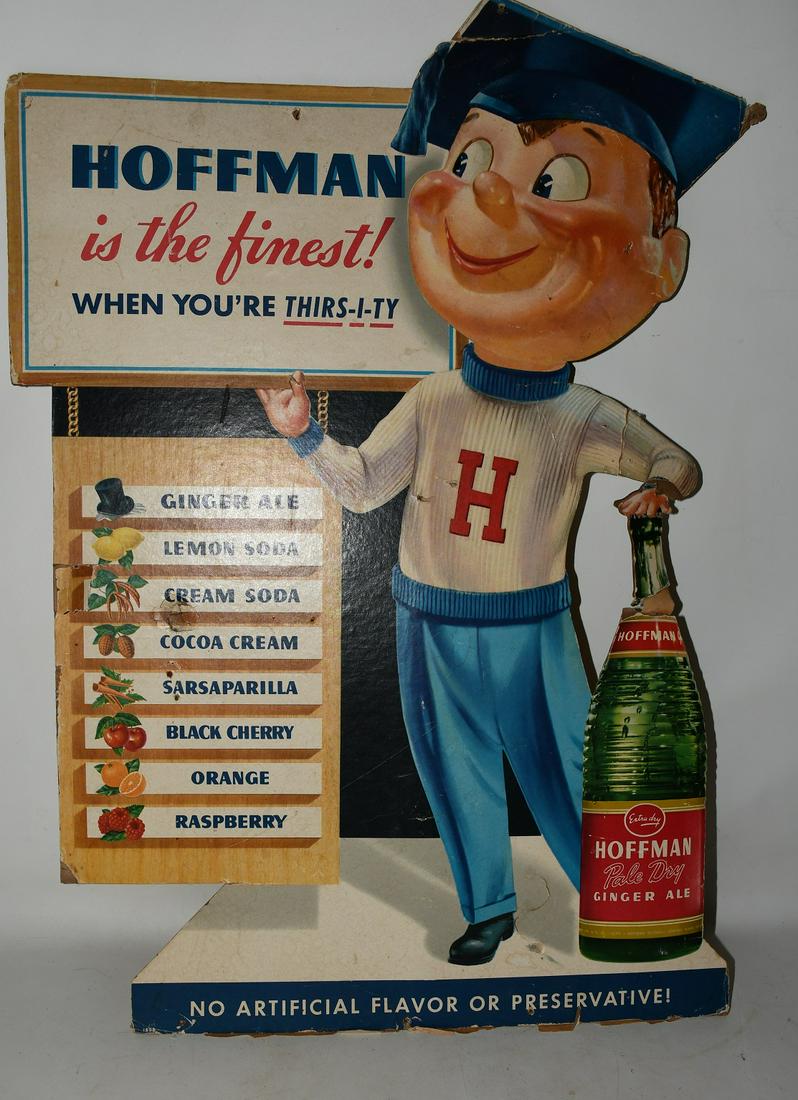 HOFFMAN
is the finest!
WHEN YOU'RE THIRS-I-TY
H
GINGER ALE
LEMON SODA
CREAM SODA
COCOA CREAM
SARSAPARILLA
BLACK CHERRY
ORANGE
RASPBERRY
HOFFMAN
Extra dry
HOFFMAN
Pale Dry
GINGER ALE
NO ARTIFICIAL FLAVOR OR PRESERVATIVE!